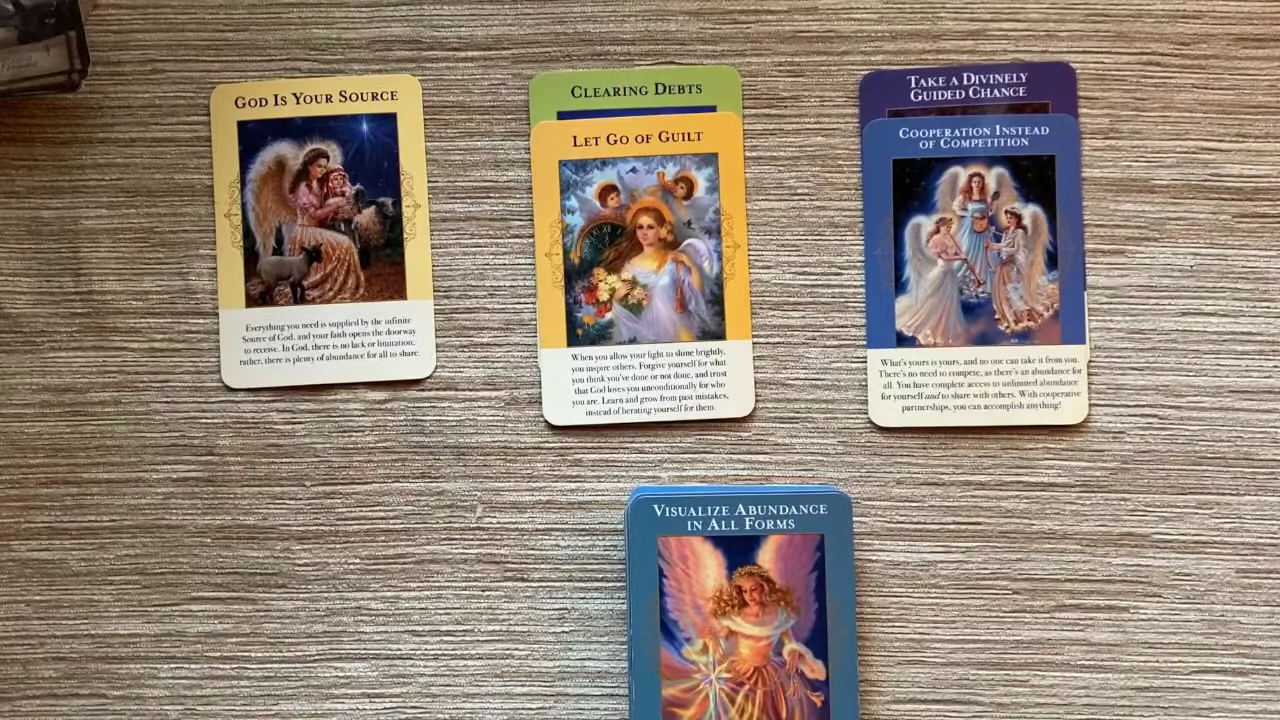 God Is Your Source
Everything you need is supplied by the infinite
Source of God, and your faith opens the doorway
to receive. In God, there is no lack or limitation;
rather, there is plenty of abundance for all to share.
Clearing Debts
Let Go of Guilt
XI XII I
When you allow your light to shine brightly,
you inspire others. Forgive yourself for what
you think you've done or not done, and trust
that God loves you unconditionally for who
you are. Learn and grow from past mistakes,
instead of berating yourself for them.
Take a Divinely
Guided Chance
Cooperation Instead
of Competition
What's yours is yours, and no one can take it from you.
There's no need to compete, as there's an abundance for
all. You have complete access to unlimited abundance
for yourself and to share with others. With cooperative
partnerships, you can accomplish anything!
Visualize Abundance
in All Forms